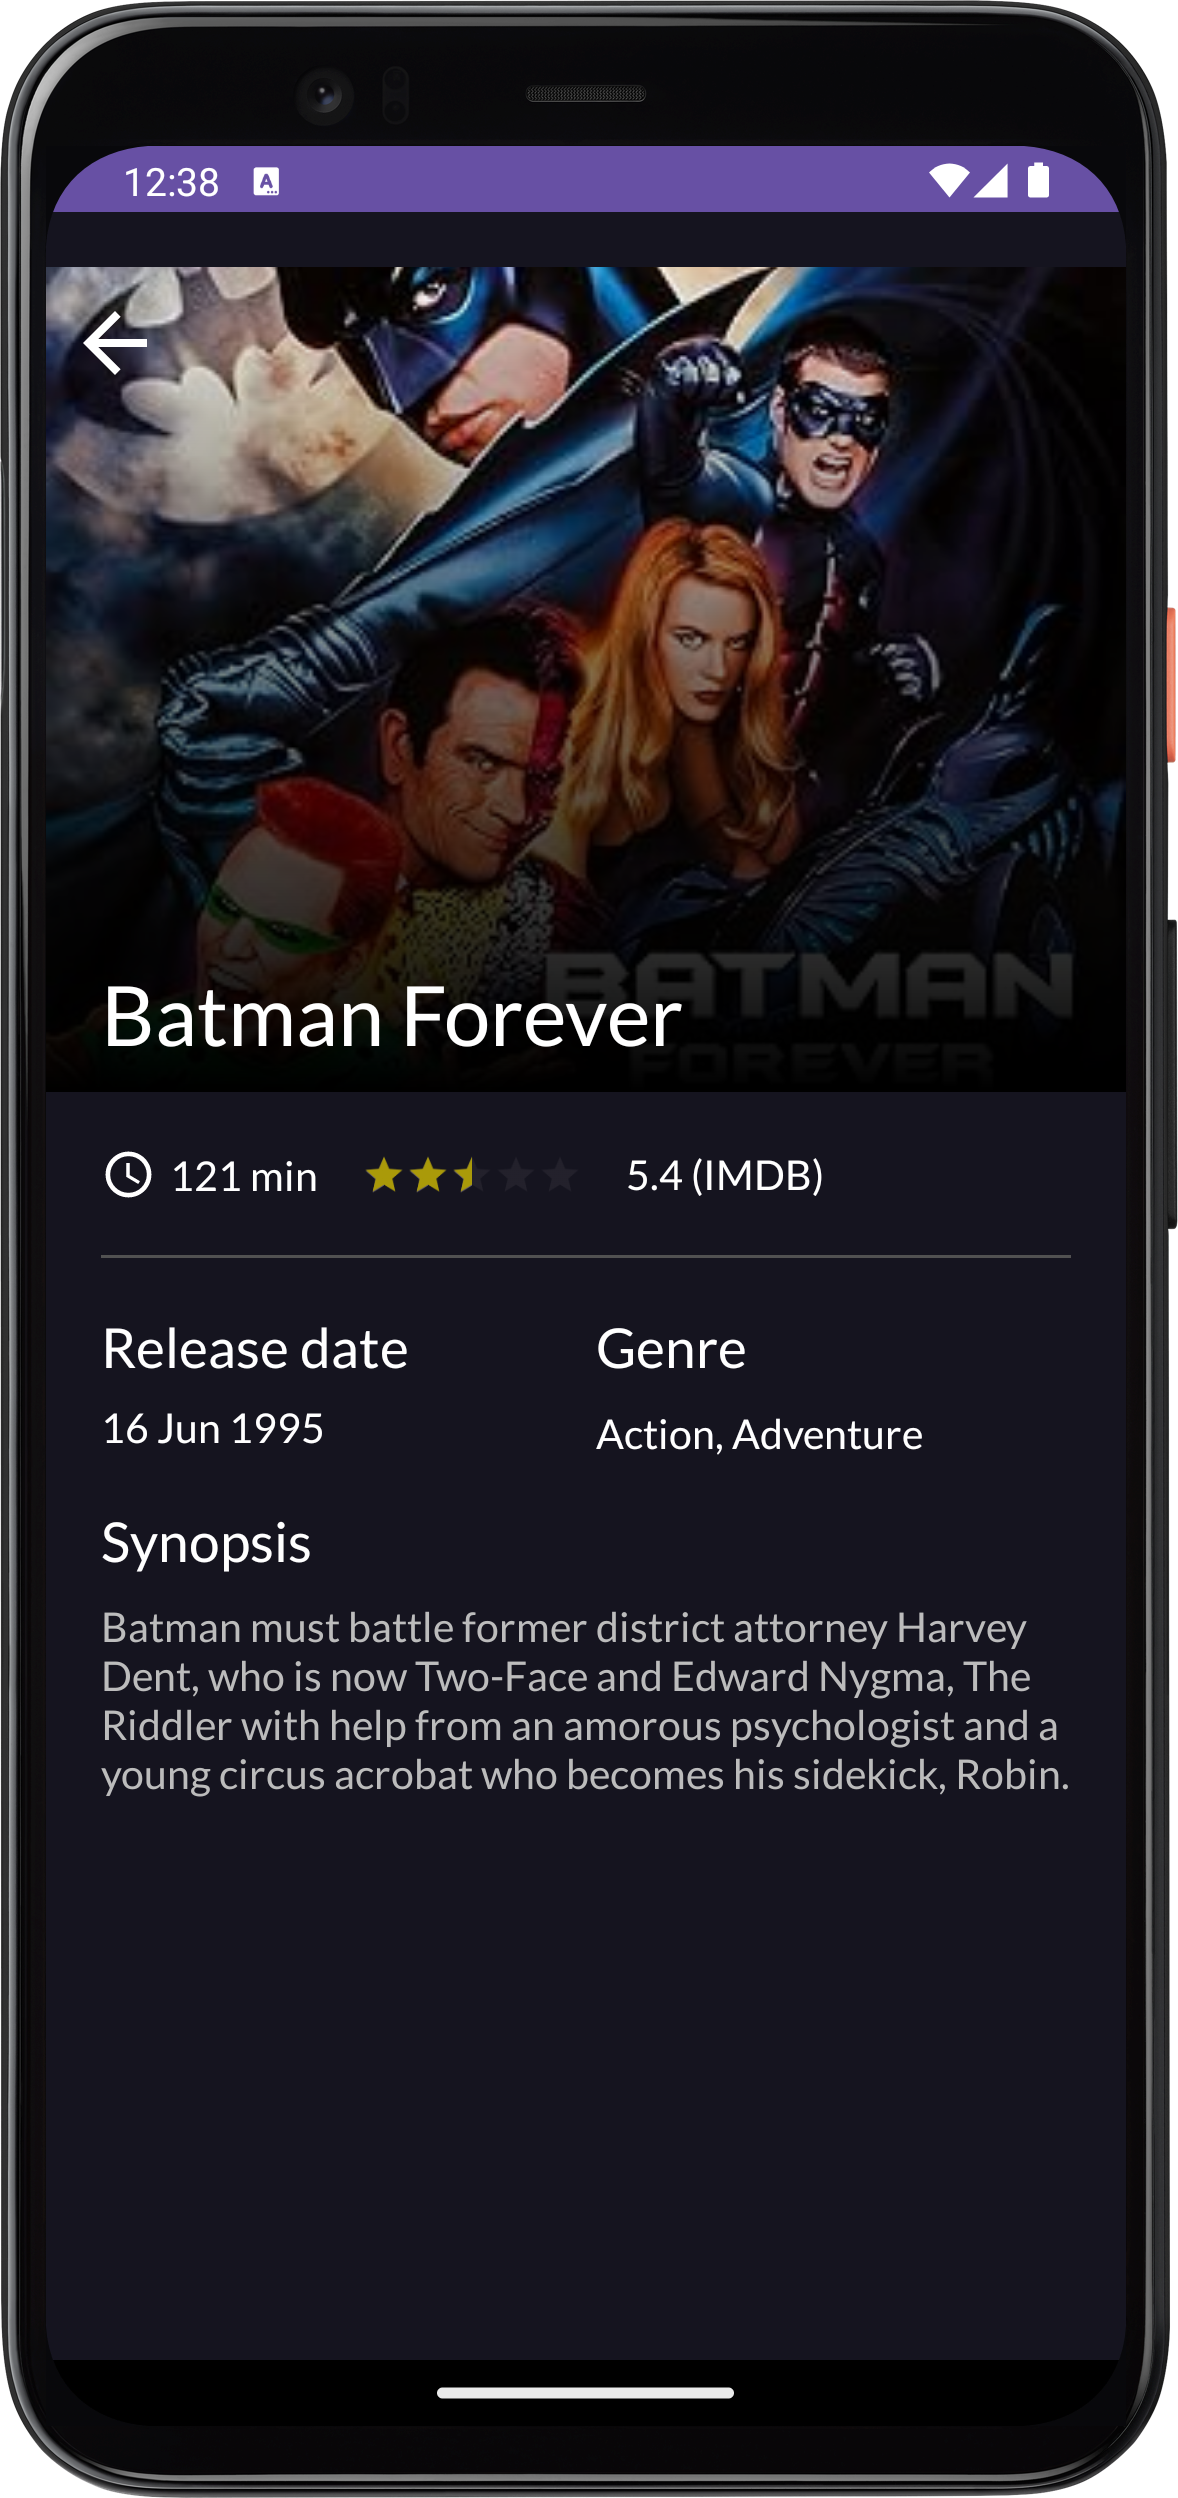 12:38
A
BATMAN
Batman Forever
FOREVER
121 min
5.4 (IMDB)
Release date
Genre
16 Jun 1995
Action, Adventure
Synopsis
Batman must battle former district attorney Harvey
Dent, who is now Two-Face and Edward Nygma, The
Riddler with help from an amorous psychologist and a
young circus acrobat who becomes his sidekick, Robin.